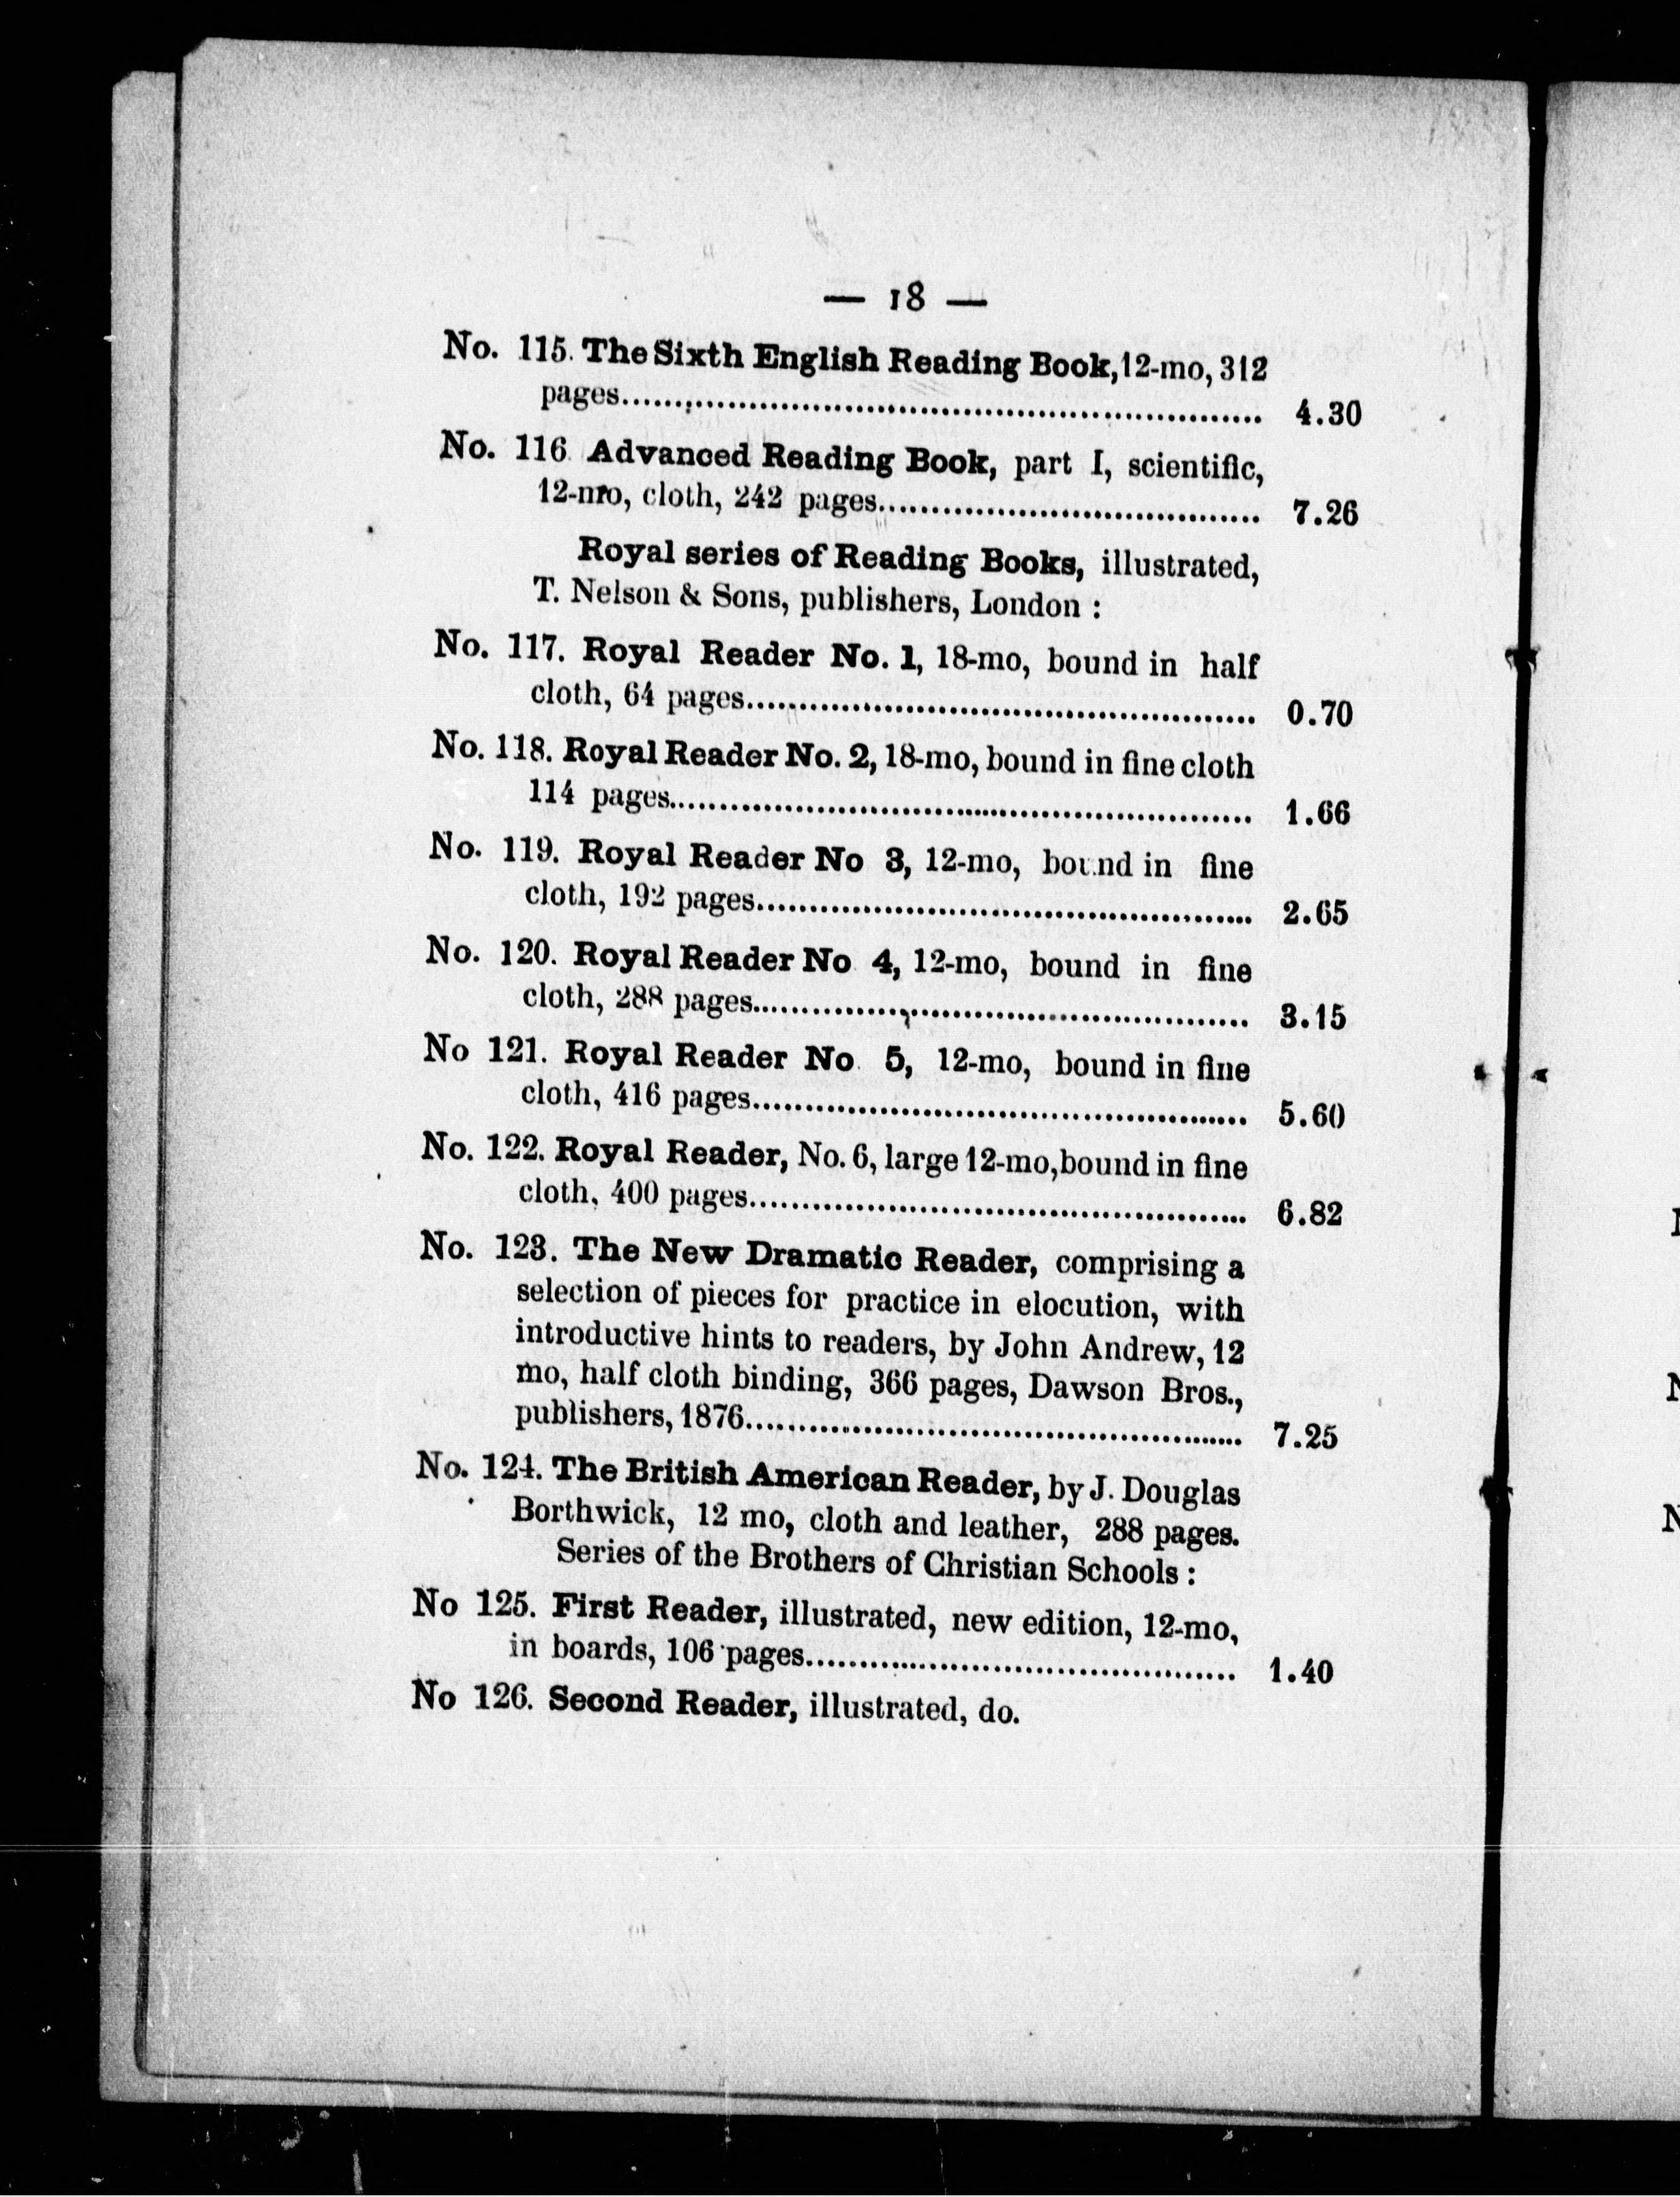 — 18 —
No. 115. The Sixth English Reading Book, 12-mo, 312
pages........................................ 4.30
No. 116 Advanced Reading Book, part I, scientific,
12-mo, cloth, 242 pages........................................ 7.26
Royal series of Reading Books, illustrated,
T. Nelson & Sons, publishers, London :
No. 117. Royal Reader No. 1, 18-mo, bound in half
cloth, 64 pages........................................ 0.70
No. 118. Royal Reader No. 2, 18-mo, bound in fine cloth
114 pages........................................ 1.66
No. 119. Royal Reader No 3, 12-mo, bound in fine
cloth, 192 pages........................................ 2.65
No. 120. Royal Reader No 4, 12-mo, bound in fine
cloth, 288 pages........................................ 3.15
No 121. Royal Reader No 5, 12-mo, bound in fine
cloth, 416 pages........................................ 5.60
No. 122. Royal Reader, No. 6, large 12-mo, bound in fine
cloth, 400 pages........................................ 6.82
No. 123. The New Dramatic Reader, comprising a
selection of pieces for practice in elocution, with
introductive hints to readers, by John Andrew, 12
mo, half cloth binding, 366 pages, Dawson Bros.,
publishers, 1876........................................ 7.25
No. 124. The British American Reader, by J. Douglas
Borthwick, 12 mo, cloth and leather, 288 pages.
Series of the Brothers of Christian Schools :
No 125. First Reader, illustrated, new edition, 12-mo,
in boards, 106 pages........................................ 1.40
No 126. Second Reader, illustrated, do.